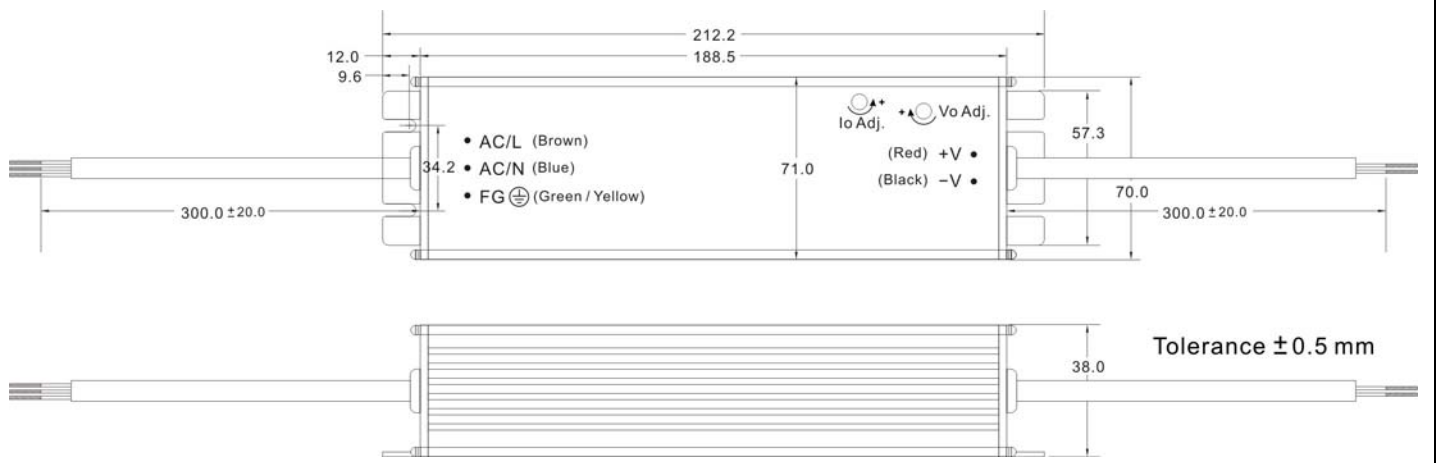 212.2
12.0
188.5
9.6
Io Adj.
+
+
Vo Adj.
57.3
• AC/L (Brown)
(Red) +V •
34.2
• AC/N (Blue)
71.0
(Black) −V •
70.0
• FG (Green / Yellow)
300.0 ±20.0
300.0 ±20.0
Tolerance ±0.5 mm
38.0